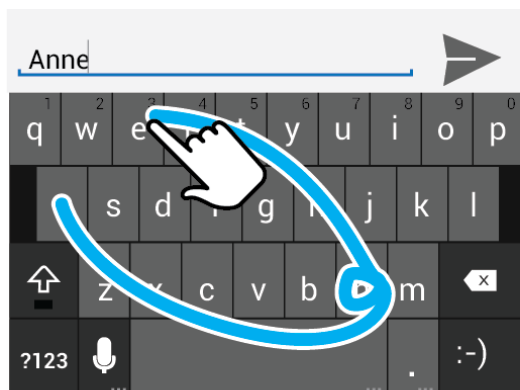 Anne
1 2 3 4 5 6 7 8 9 0
q w e t y u i o p
s d f g h j k l
z x c v b n m
?123 . :-)